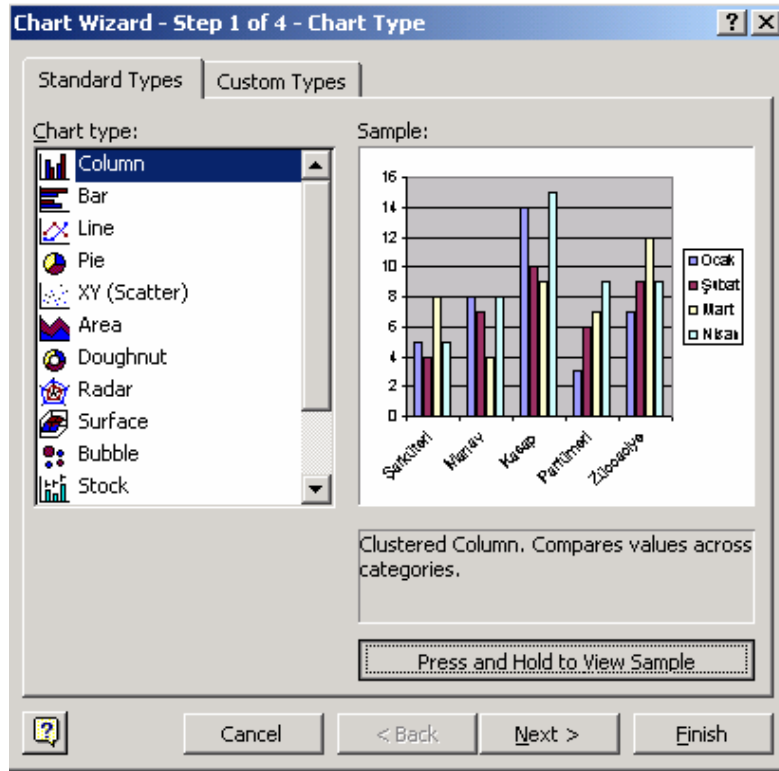 Chart Wizard - Step 1 of 4 - Chart Type
Standard Types
Custom Types
Chart type:
Column
Bar
Line
Pie
XY (Scatter)
Area
Doughnut
Radar
Surface
Bubble
Stock
Sample:
16
14
12
10
8
6
4
2
0
Şarküteri
Manav
Kasap
Parfümeri
Züccaciye
Ocak
Şubat
Mart
Nisan
Clustered Column. Compares values across
categories.
Press and Hold to View Sample
Cancel
< Back
Next >
Finish